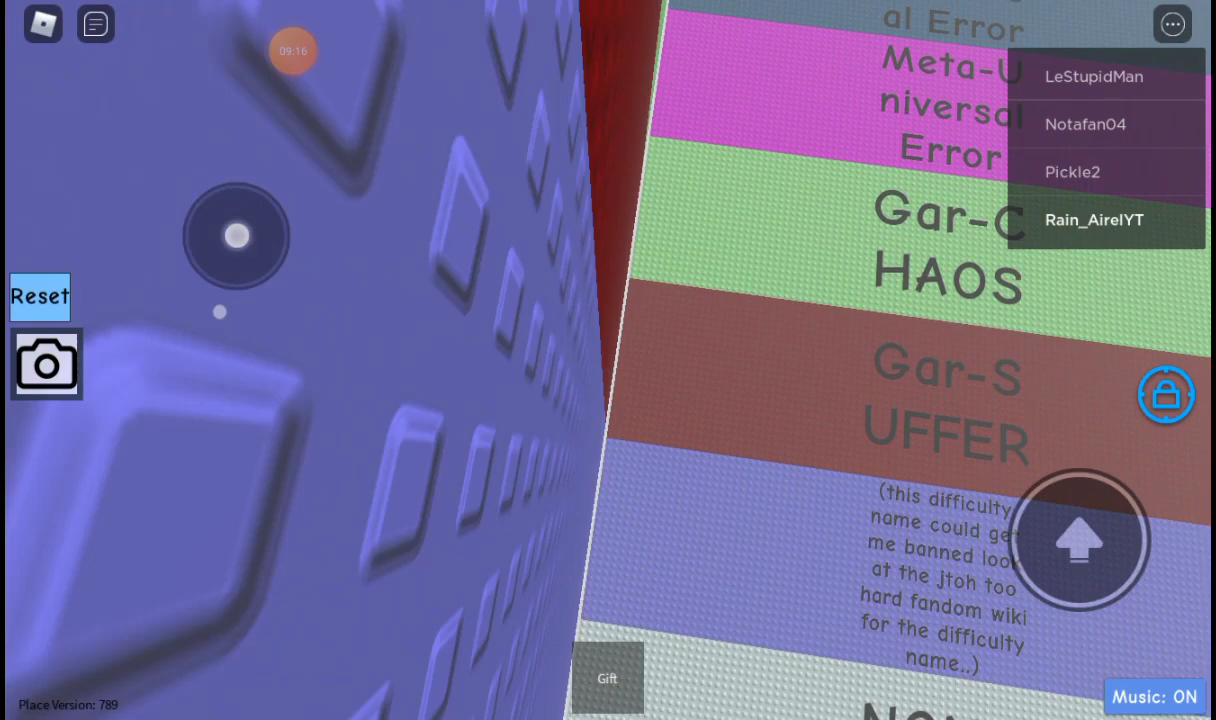 09:16
al Error
Meta-U
niversal
Error
LeStupidMan
Notafan04
Pickle2
Rain_AirelYT
Gar-C
HAOS
Reset
Gar-S
UFFER
(this difficulty
name could get
me banned look
at the jtoh too
hard fandom wiki
for the difficulty
name..)
Gift
Music: ON
Place Version: 789